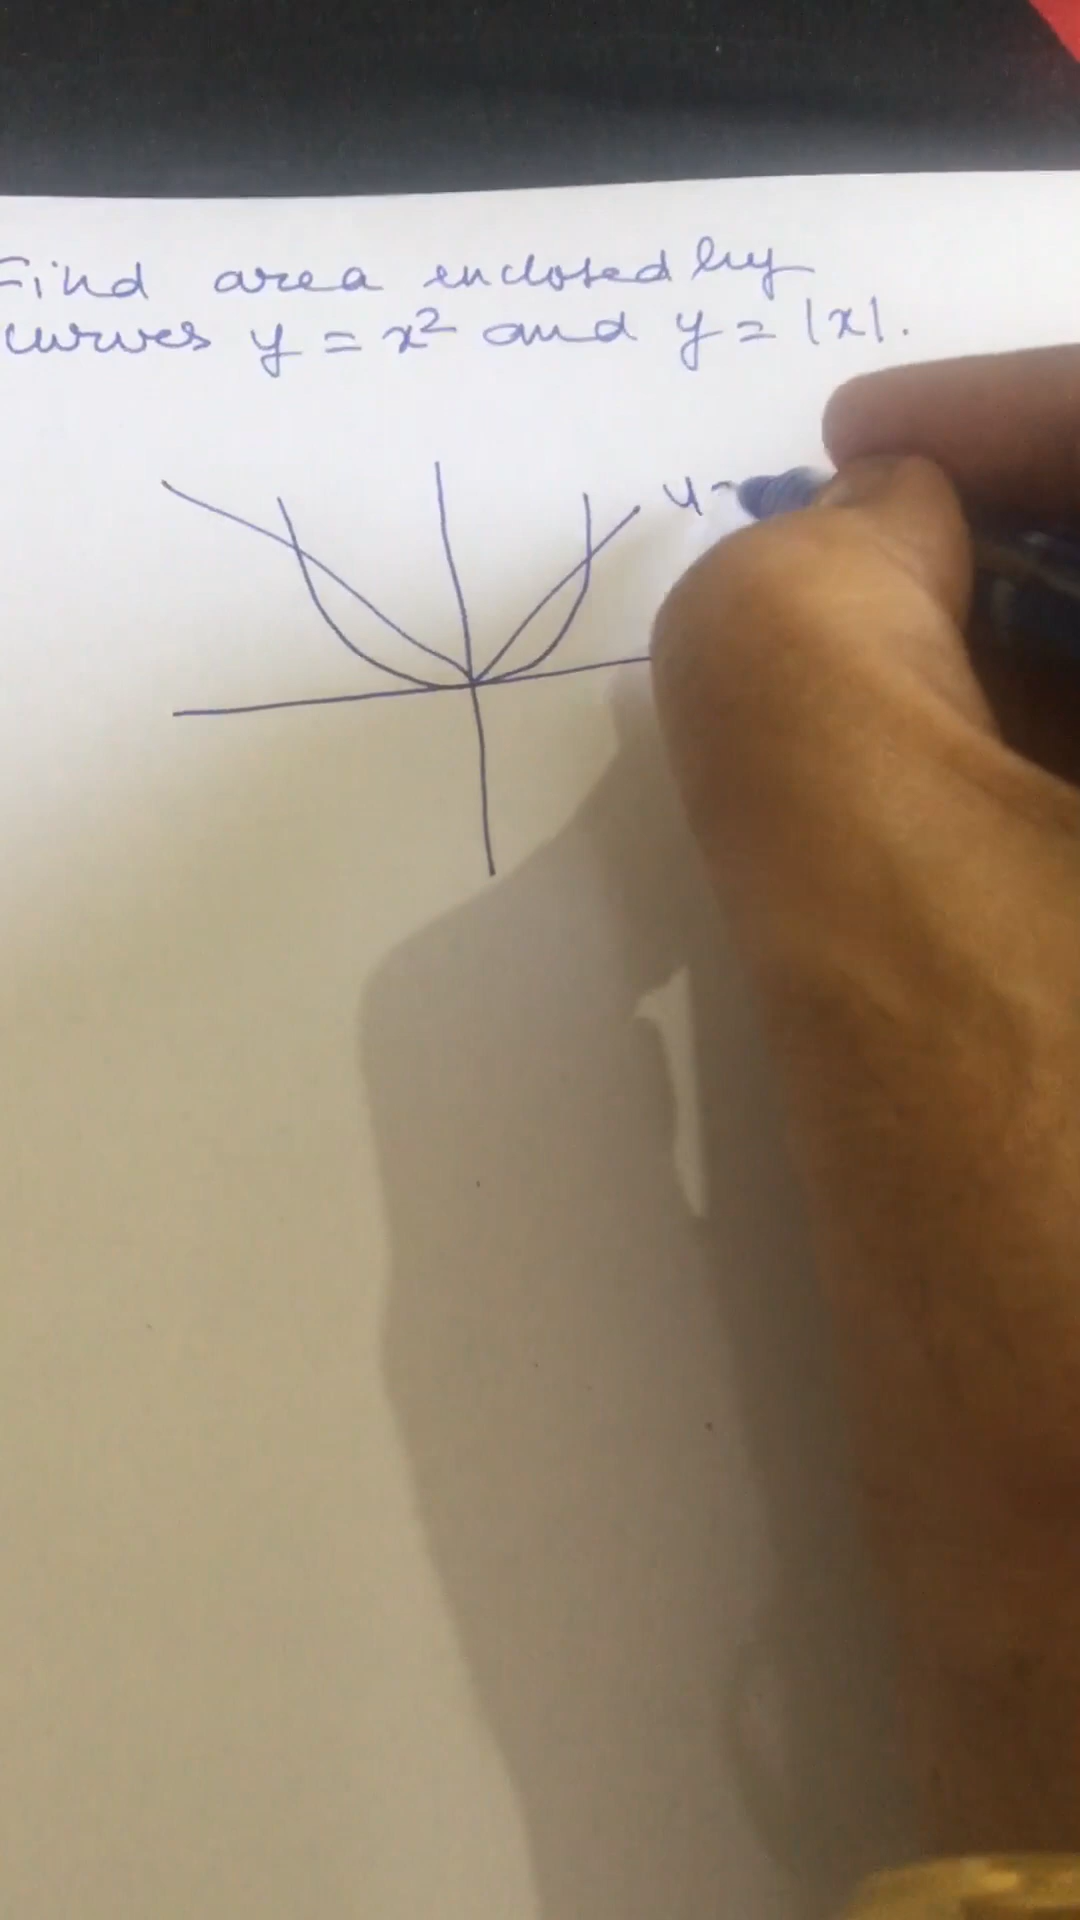 Find area enclosed by
curves y = x² and y = |x|.
y =